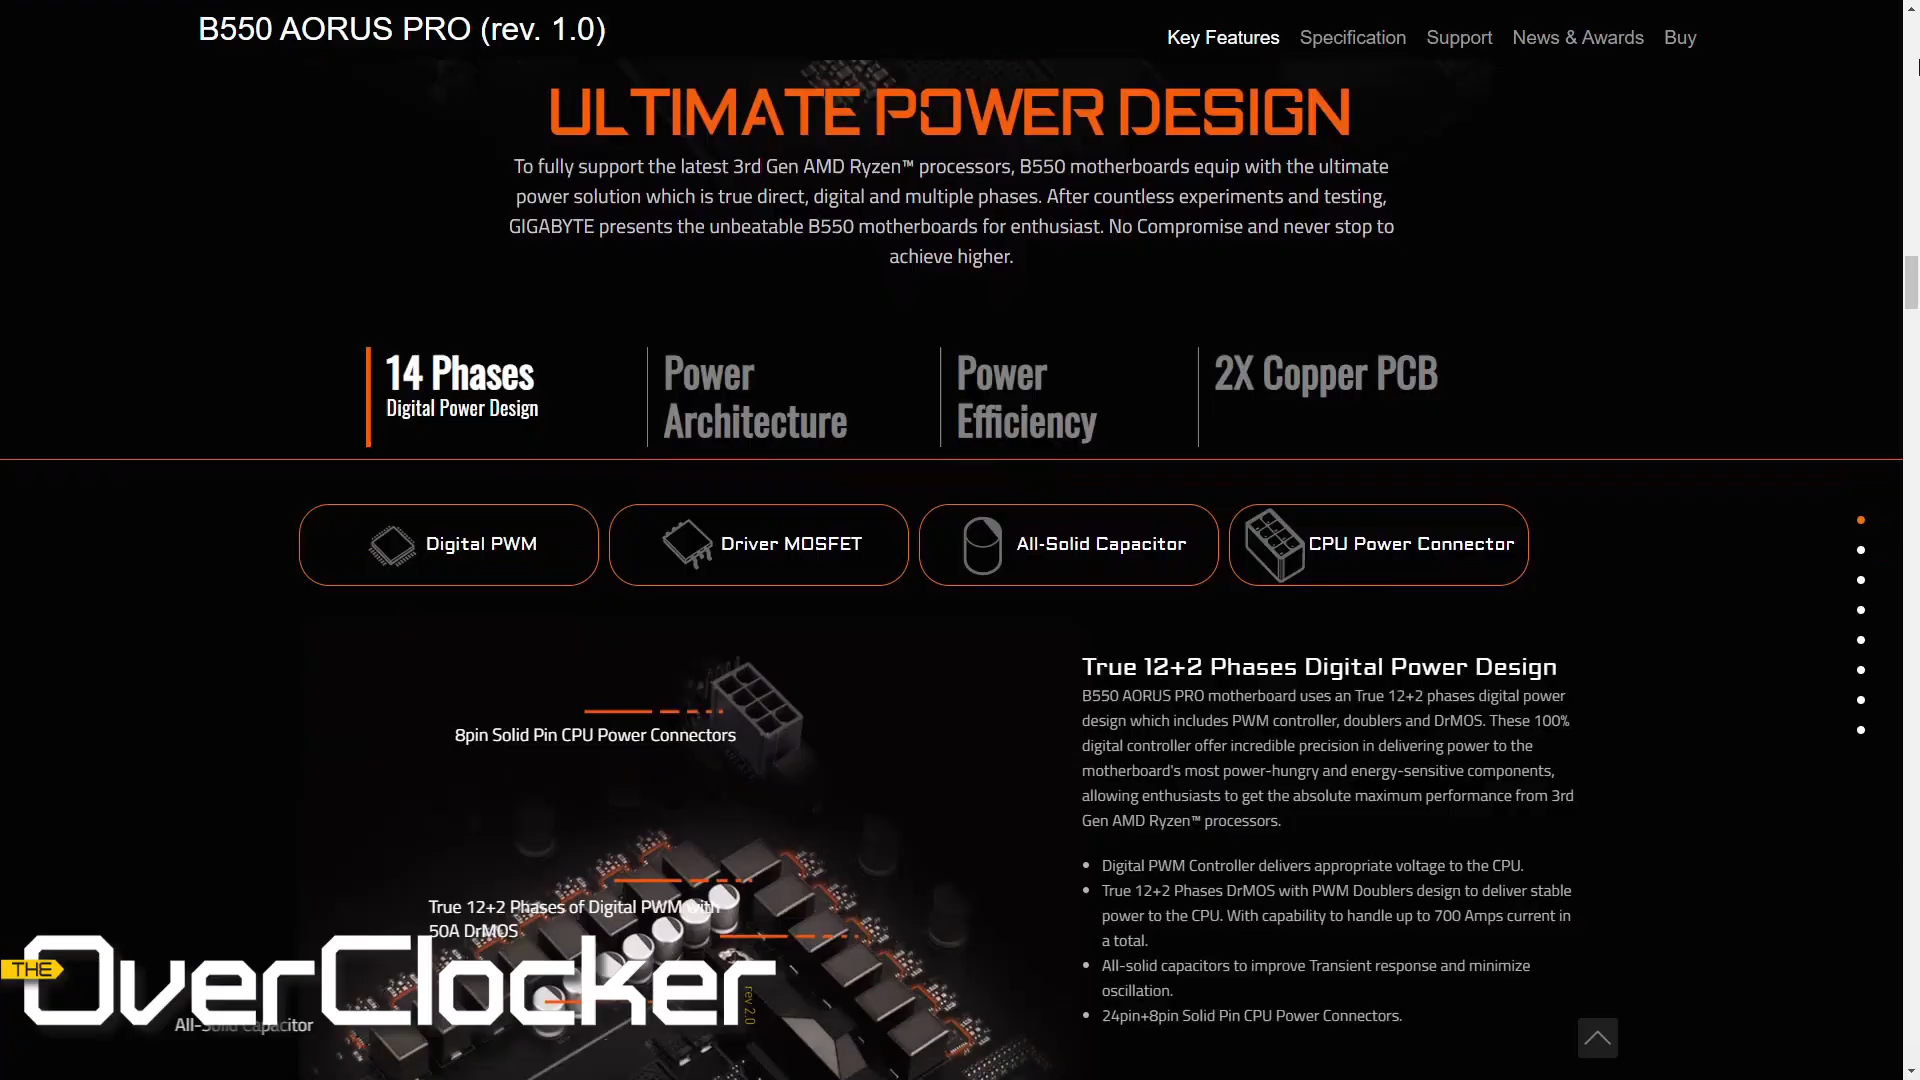 B550 AORUS PRO (rev. 1.0)
Key Features Specification Support News & Awards Buy
ULTIMATE POWER DESIGN
To fully support the latest 3rd Gen AMD Ryzen™ processors, B550 motherboards equip with the ultimate
power solution which is true direct, digital and multiple phases. After countless experiments and testing,
GIGABYTE presents the unbeatable B550 motherboards for enthusiast. No Compromise and never stop to
achieve higher.
14 Phases
Digital Power Design
Power
Architecture
Power
Efficiency
2X Copper PCB
Digital PWM
Driver MOSFET
All-Solid Capacitor
CPU Power Connector
8pin Solid Pin CPU Power Connectors
True 12+2 Phases of Digital PWM with
50A DrMOS
All-Solid Capacitor
True 12+2 Phases Digital Power Design
B550 AORUS PRO motherboard uses an True 12+2 phases digital power
design which includes PWM controller, doublers and DrMOS. These 100%
digital controller offer incredible precision in delivering power to the
motherboard's most power-hungry and energy-sensitive components,
allowing enthusiasts to get the absolute maximum performance from 3rd
Gen AMD Ryzen™ processors.
• Digital PWM Controller delivers appropriate voltage to the CPU.
• True 12+2 Phases DrMOS with PWM Doublers design to deliver stable
power to the CPU. With capability to handle up to 700 Amps current in
a total.
• All-solid capacitors to improve Transient response and minimize
oscillation.
• 24pin+8pin Solid Pin CPU Power Connectors.
THE
OverClocker
rev 2.0